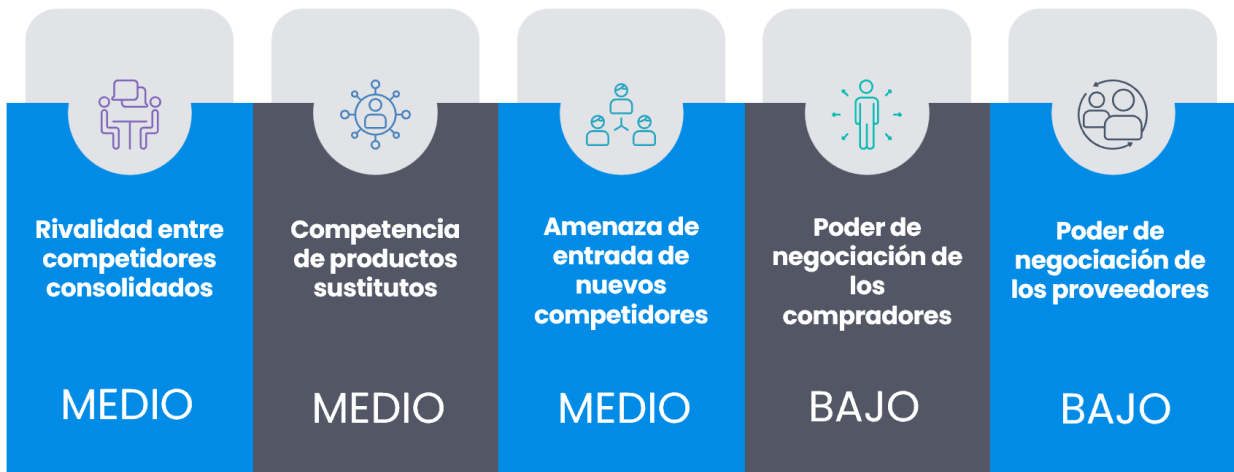 Rivalidad entre
competidores
consolidados
MEDIO
Competencia
de productos
sustitutos
MEDIO
Amenaza de
entrada de
nuevos
competidores
MEDIO
Poder de
negociación de
los
compradores
BAJO
Poder de
negociación de
los proveedores
BAJO